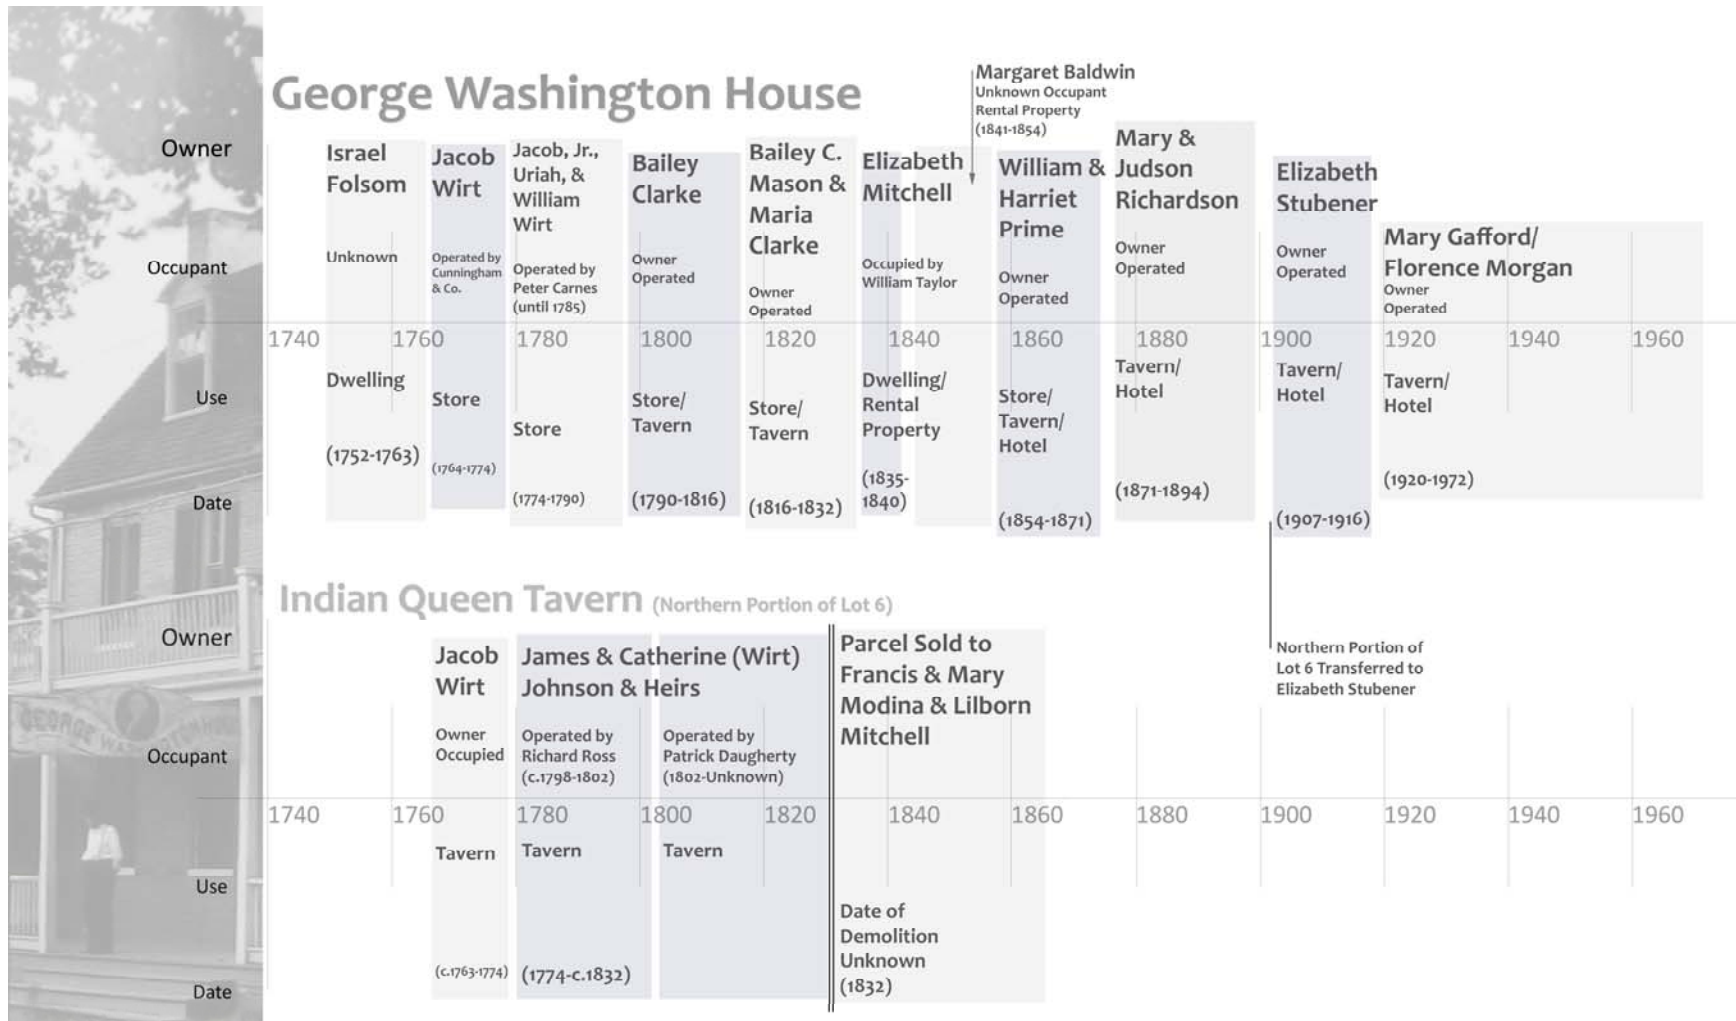 George Washington House
Owner
Occupant
Use
Date
Israel
Folsom
Unknown
Dwelling
(1752-1763)
Jacob
Wirt
Operated by
Cunningham
& Co.
Store
(1764-1774)
Jacob, Jr.,
Uriah, &
William
Wirt
Operated by
Peter Carnes
(until 1785)
Store
(1774-1790)
Bailey
Clarke
Owner
Operated
Store/
Tavern
(1790-1816)
Bailey C.
Mason &
Maria
Clarke
Owner
Operated
Store/
Tavern
(1816-1832)
Elizabeth
Mitchell
Occupied by
William Taylor
Dwelling/
Rental
Property
(1835-
1840)
Margaret Baldwin
Unknown Occupant
Rental Property
(1841-1854)
William &
Harriet
Prime
Owner
Operated
Store/
Tavern/
Hotel
(1854-1871)
Mary &
Judson
Richardson
Owner
Operated
Tavern/
Hotel
(1871-1894)
Elizabeth
Stubener
Owner
Operated
Tavern/
Hotel
(1907-1916)
Mary Gafford/
Florence Morgan
Owner
Operated
Tavern/
Hotel
(1920-1972)
1740 1760 1780 1800 1820 1840 1860 1880 1900 1920 1940 1960
Northern Portion of
Lot 6 Transferred to
Elizabeth Stubener
Indian Queen Tavern (Northern Portion of Lot 6)
Owner
Occupant
Use
Date
Jacob
Wirt
Owner
Occupied
Tavern
(c.1763-1774)
James & Catherine (Wirt)
Johnson & Heirs
Operated by
Richard Ross
(c.1798-1802)
Tavern
(1774-c.1832)
Operated by
Patrick Daugherty
(1802-Unknown)
Tavern
Parcel Sold to
Francis & Mary
Modina & Lilborn
Mitchell
Date of
Demolition
Unknown
(1832)
1740 1760 1780 1800 1820 1840 1860 1880 1900 1920 1940 1960